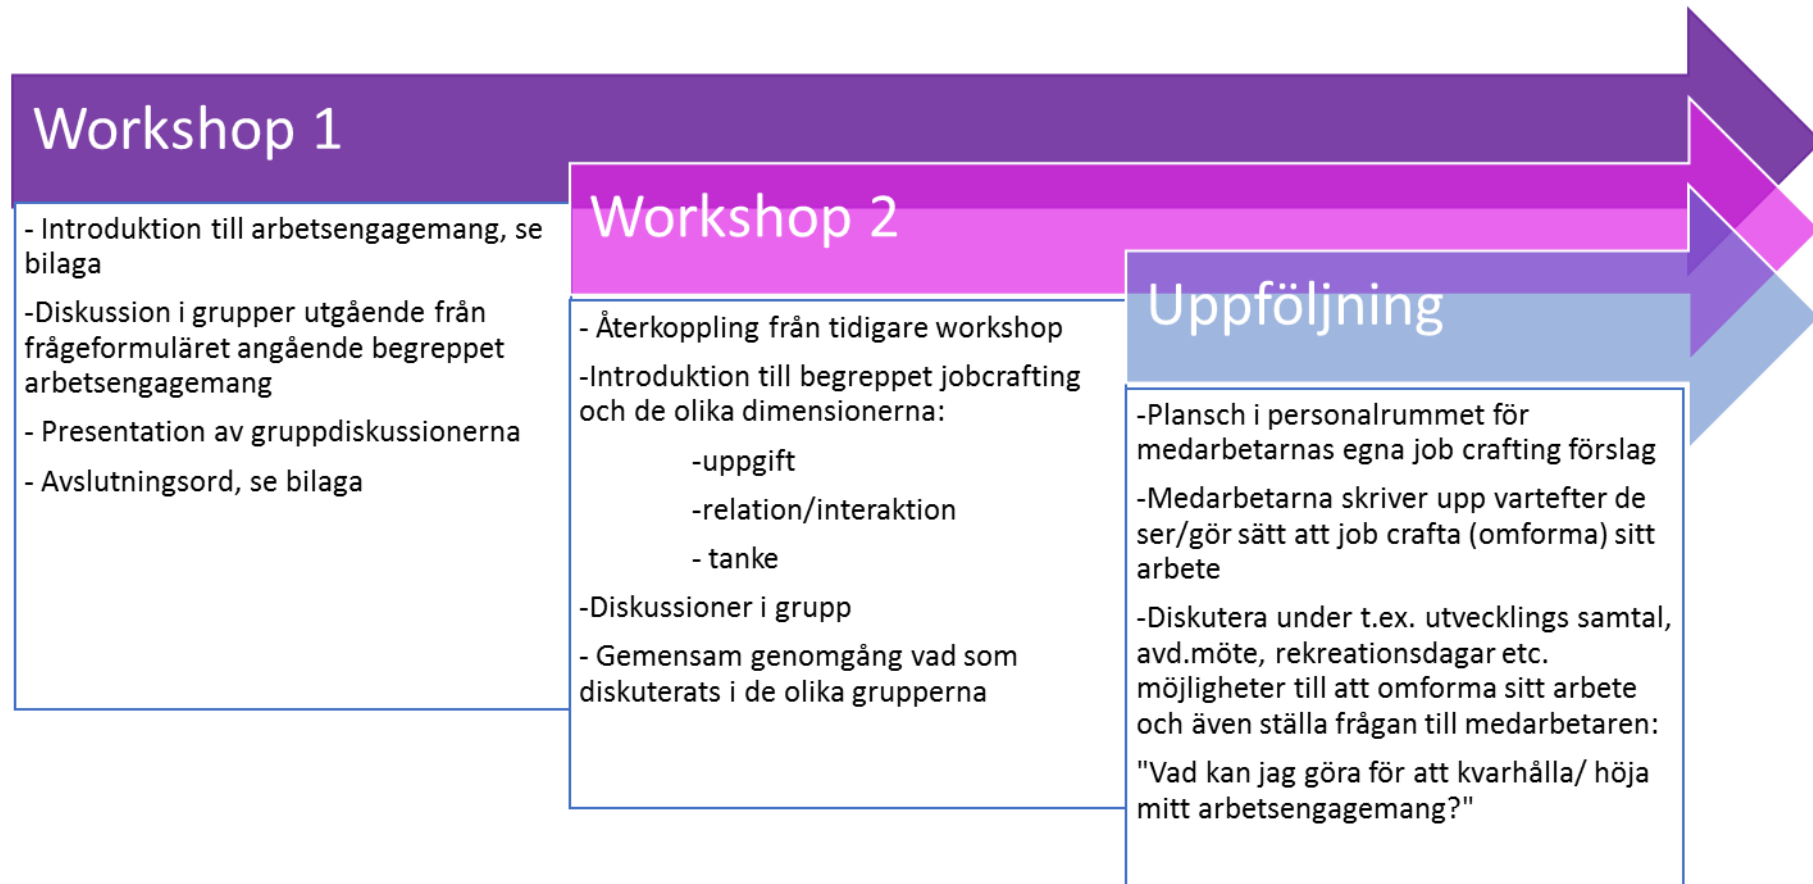 Workshop 1
- Introduktion till arbetsengagemang, se
bilaga
-Diskussion i grupper utgående från
frågeformuläret angående begreppet
arbetsengagemang
- Presentation av gruppdiskussionerna
- Avslutningsord, se bilaga
Workshop 2
- Återkoppling från tidigare workshop
-Introduktion till begreppet jobcrafting
och de olika dimensionerna:
-uppgift
-relation/interaktion
- tanke
-Diskussioner i grupp
- Gemensam genomgång vad som
diskuterats i de olika grupperna
Uppföljning
-Plansch i personalrummet för
medarbetarnas egna job crafting förslag
-Medarbetarna skriver upp vartefter de
ser/gör sätt att job crafta (omforma) sitt
arbete
-Diskutera under t.ex. utvecklings samtal,
avd.möte, rekreationsdagar etc.
möjligheter till att omforma sitt arbete
och även ställa frågan till medarbetaren:
"Vad kan jag göra för att kvarhålla/ höja
mitt arbetsengagemang?"